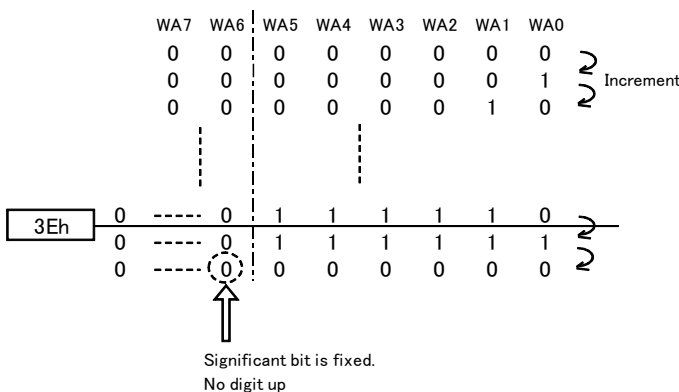 WA7 WA6 WA5 WA4 WA3 WA2 WA1 WA0
0 0 0 0 0 0 0 0
0 0 0 0 0 0 0 1 Increment
0 0 0 0 0 0 1 0
0 ----- 0 1 1 1 1 1 0
3Eh
0 ----- 0 1 1 1 1 1 1
0 ----- 0 0 0 0 0 0 0
Significant bit is fixed.
No digit up